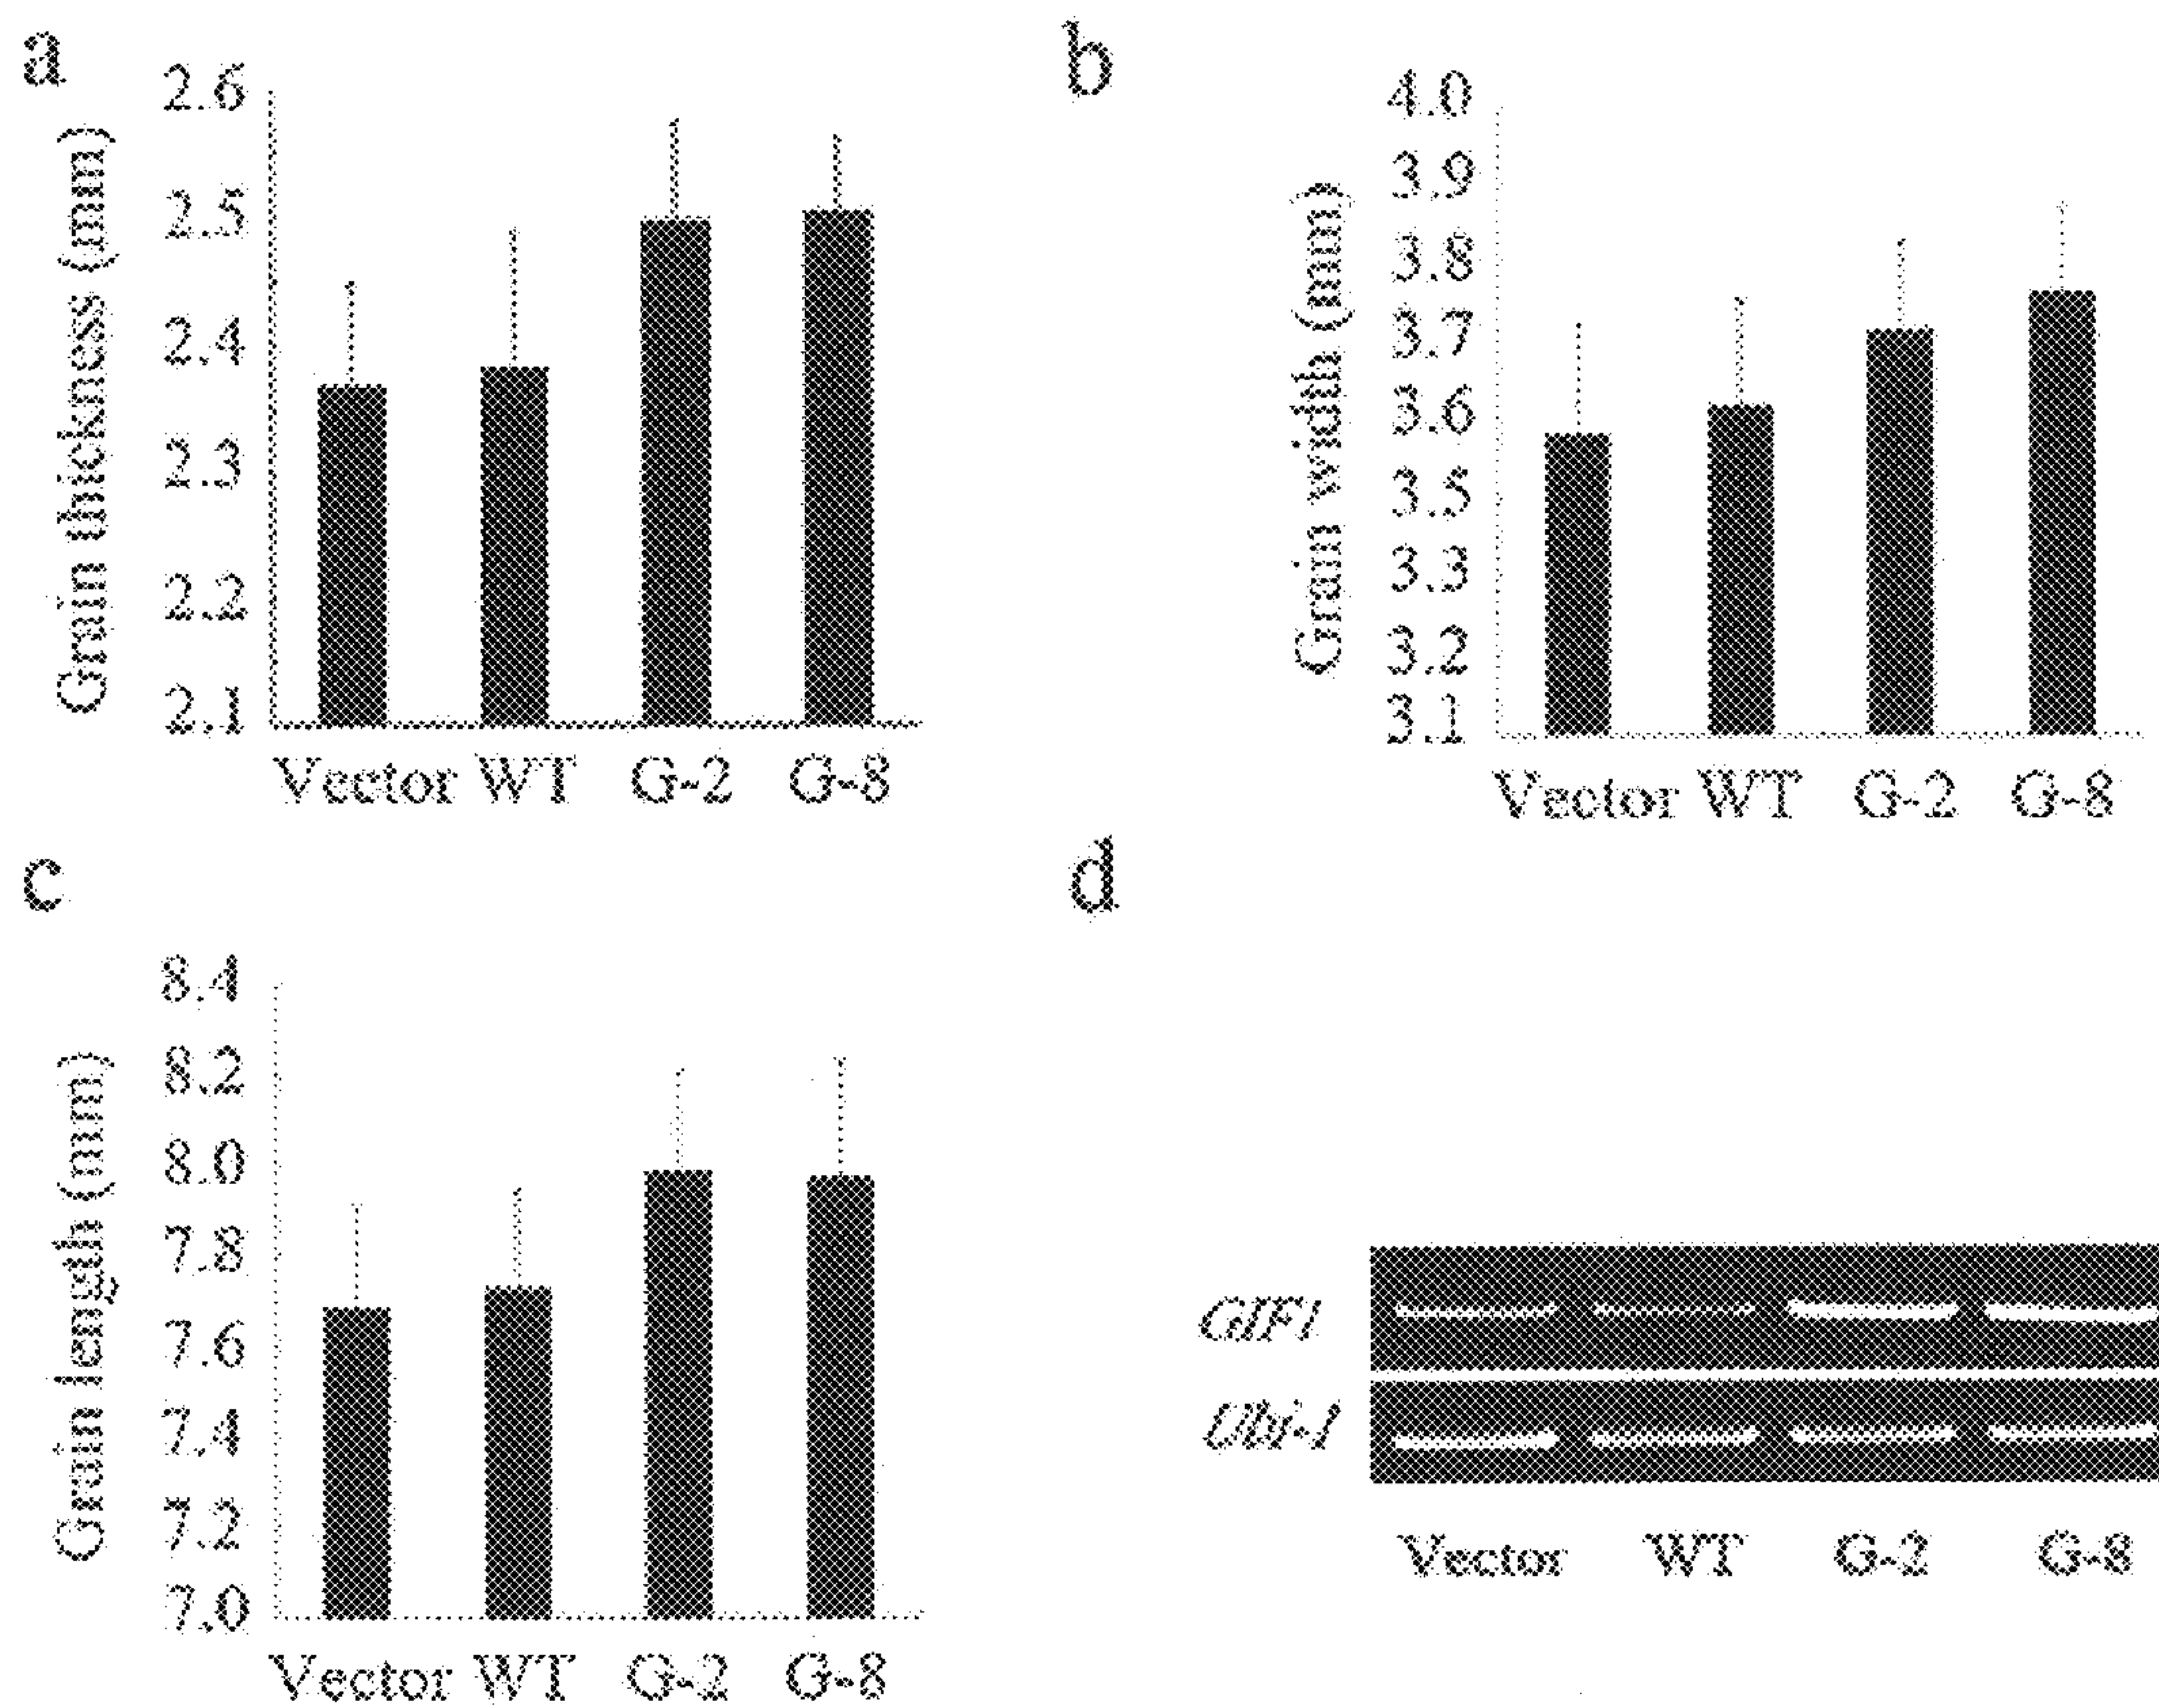 a
2.6
2.5
2.4
2.3
2.2
2.1
Grain thickness (mm)
Vector WT G-2 G-8
b
4.0
3.9
3.8
3.7
3.6
3.5
3.3
3.2
3.1
Grain width (mm)
Vector WT G-2 G-8
c
8.4
8.2
8.0
7.8
7.6
7.4
7.2
7.0
Grain length (mm)
Vector WT G-2 G-8
d
GIF1
Ubi-1
Vector WT G-2 G-8